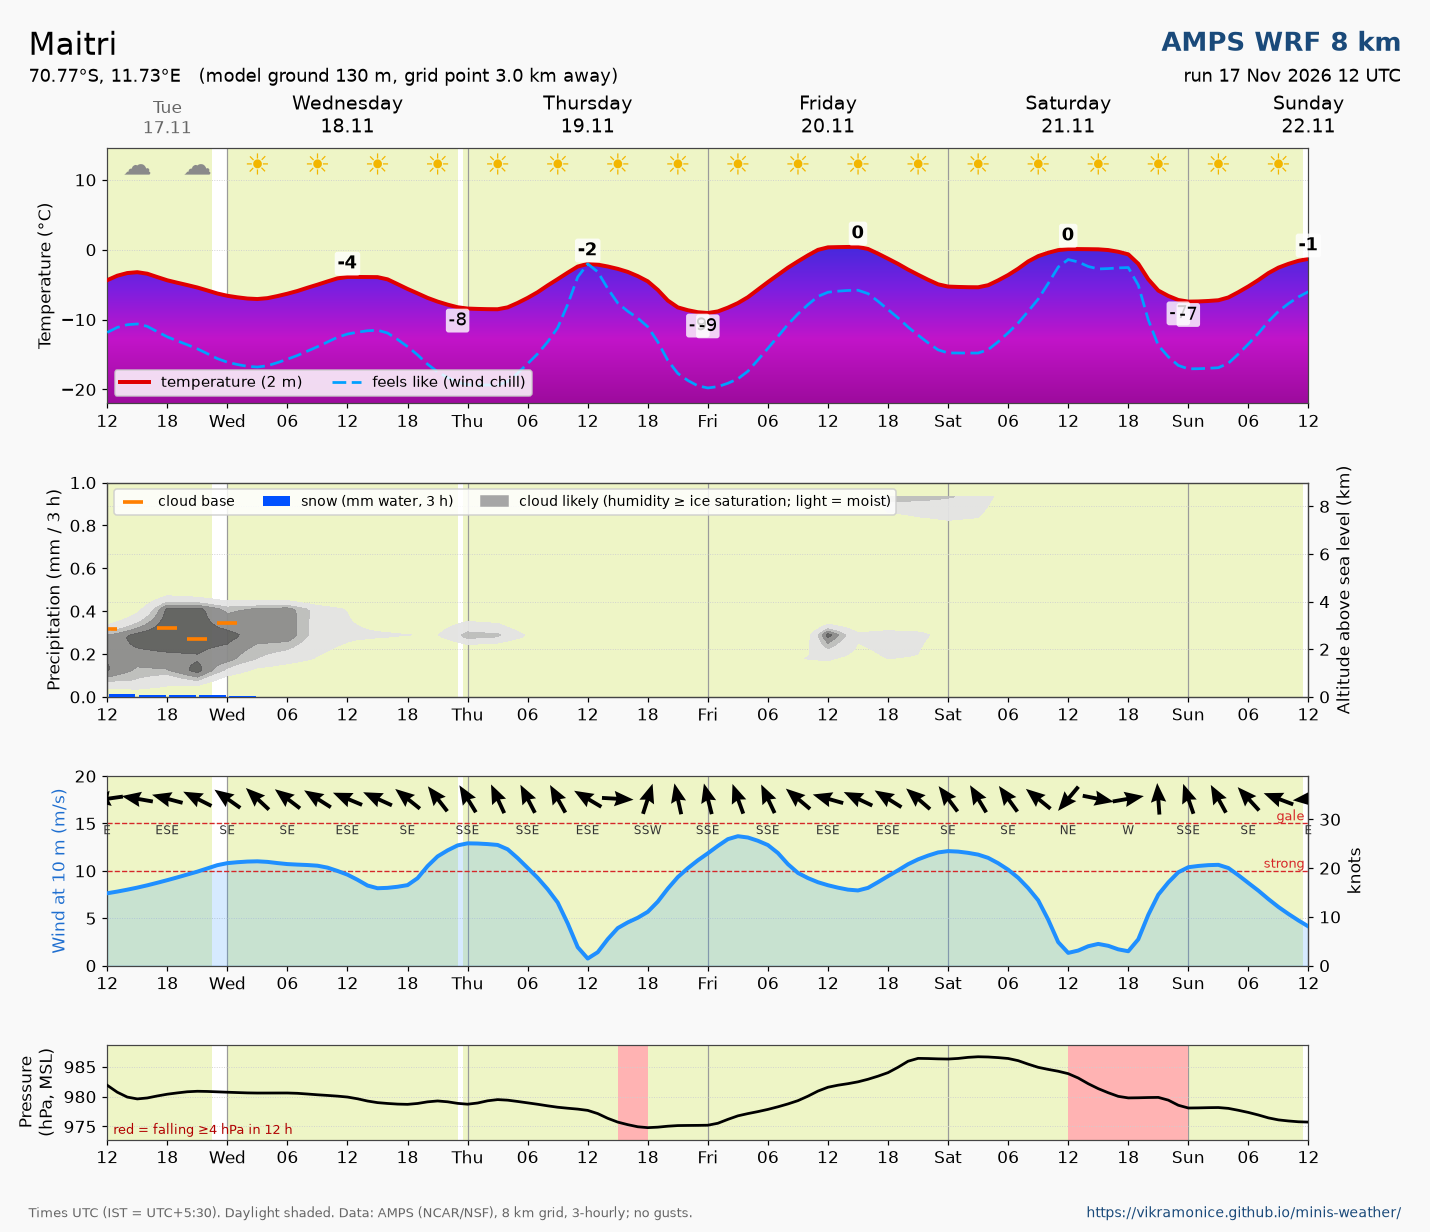 Maitri
AMPS WRF 8 km
70.77°S, 11.73°E (model ground 130 m, grid point 3.0 km away)
run 17 Nov 2026 12 UTC
Tue Wednesday Thursday Friday Saturday Sunday
17.11 18.11 19.11 20.11 21.11 22.11
Temperature (°C)
10
0
−10
−20
-4 -8 -2 -9 0 0 -7 -1
temperature (2 m) feels like (wind chill)
12 18 Wed 06 12 18 Thu 06 12 18 Fri 06 12 18 Sat 06 12 18 Sun 06 12
Precipitation (mm / 3 h)
1.0
0.8
0.6
0.4
0.2
0.0
cloud base snow (mm water, 3 h) cloud likely (humidity ≥ ice saturation; light = moist)
8
6
4
2
0
Altitude above sea level (km)
12 18 Wed 06 12 18 Thu 06 12 18 Fri 06 12 18 Sat 06 12 18 Sun 06 12
Wind at 10 m (m/s)
20
15
10
5
0
E ESE SE SE ESE SE SSE SSE ESE SSW SSE SSE ESE ESE SE SE NE W SSE SE E
gale
strong
30
20
10
0
knots
12 18 Wed 06 12 18 Thu 06 12 18 Fri 06 12 18 Sat 06 12 18 Sun 06 12
Pressure
(hPa, MSL)
985
980
975
red = falling ≥4 hPa in 12 h
12 18 Wed 06 12 18 Thu 06 12 18 Fri 06 12 18 Sat 06 12 18 Sun 06 12
Times UTC (IST = UTC+5:30). Daylight shaded. Data: AMPS (NCAR/NSF), 8 km grid, 3-hourly; no gusts.
https://vikramonice.github.io/minis-weather/